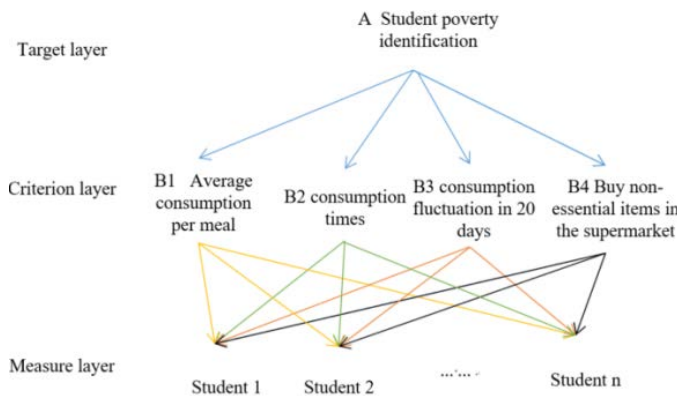 A Student poverty
identification
Target layer
Criterion layer
B1 Average
consumption
per meal
B2 consumption
times
B3 consumption
fluctuation in 20
days
B4 Buy non-
essential items in
the supermarket
Measure layer
Student 1
Student 2
……
Student n